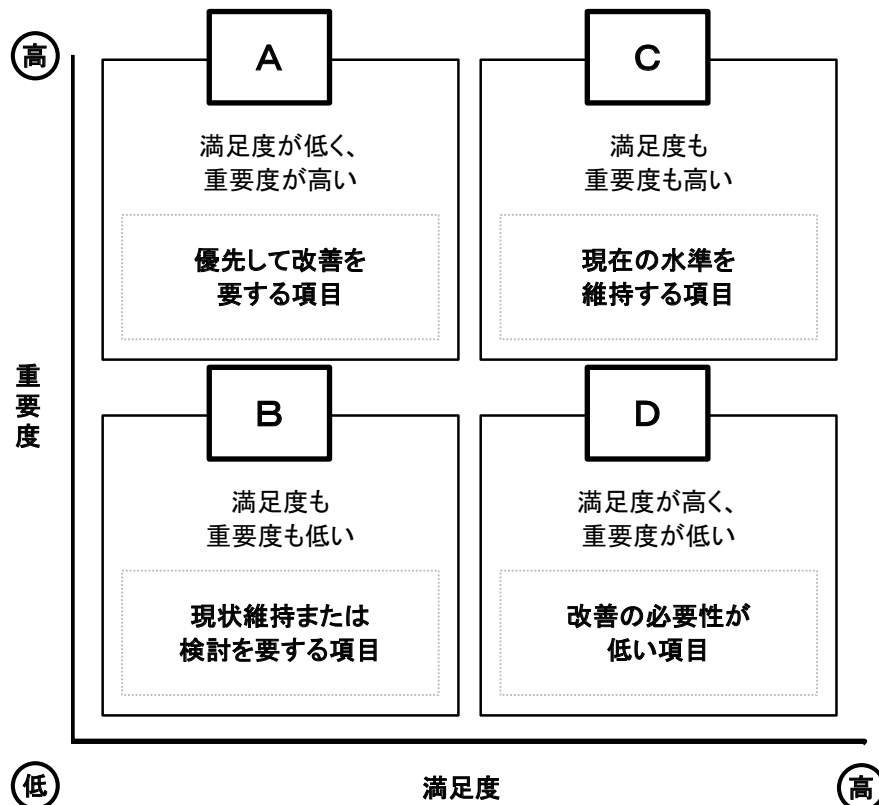 高
A
満足度が低く、
重要度が高い
優先して改善を
要する項目
C
満足度も
重要度も高い
現在の水準を
維持する項目
重要度
B
満足度も
重要度も低い
現状維持または
検討を要する項目
D
満足度が高く、
重要度が低い
改善の必要性が
低い項目
低
満足度
高